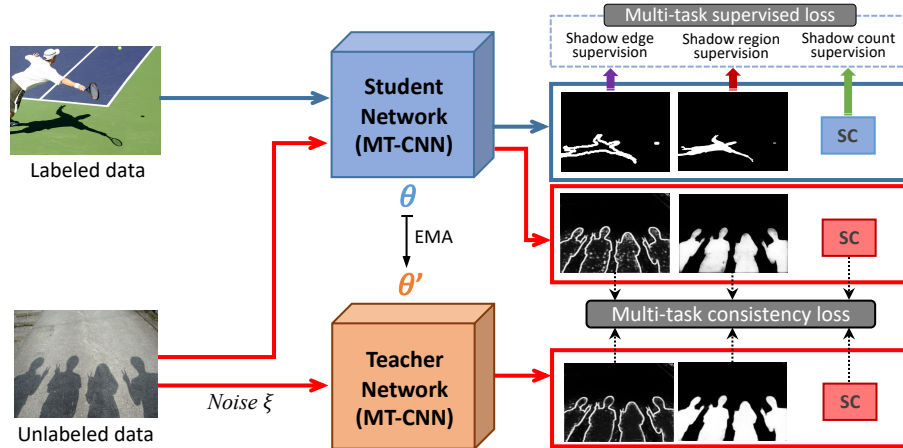 Multi-task supervised loss
Shadow edge
supervision
Shadow region
supervision
Shadow count
supervision
Labeled data
Student
Network
(MT-CNN)
SC
θ
EMA
θ'
SC
Multi-task consistency loss
Unlabeled data
Noise ξ
Teacher
Network
(MT-CNN)
SC